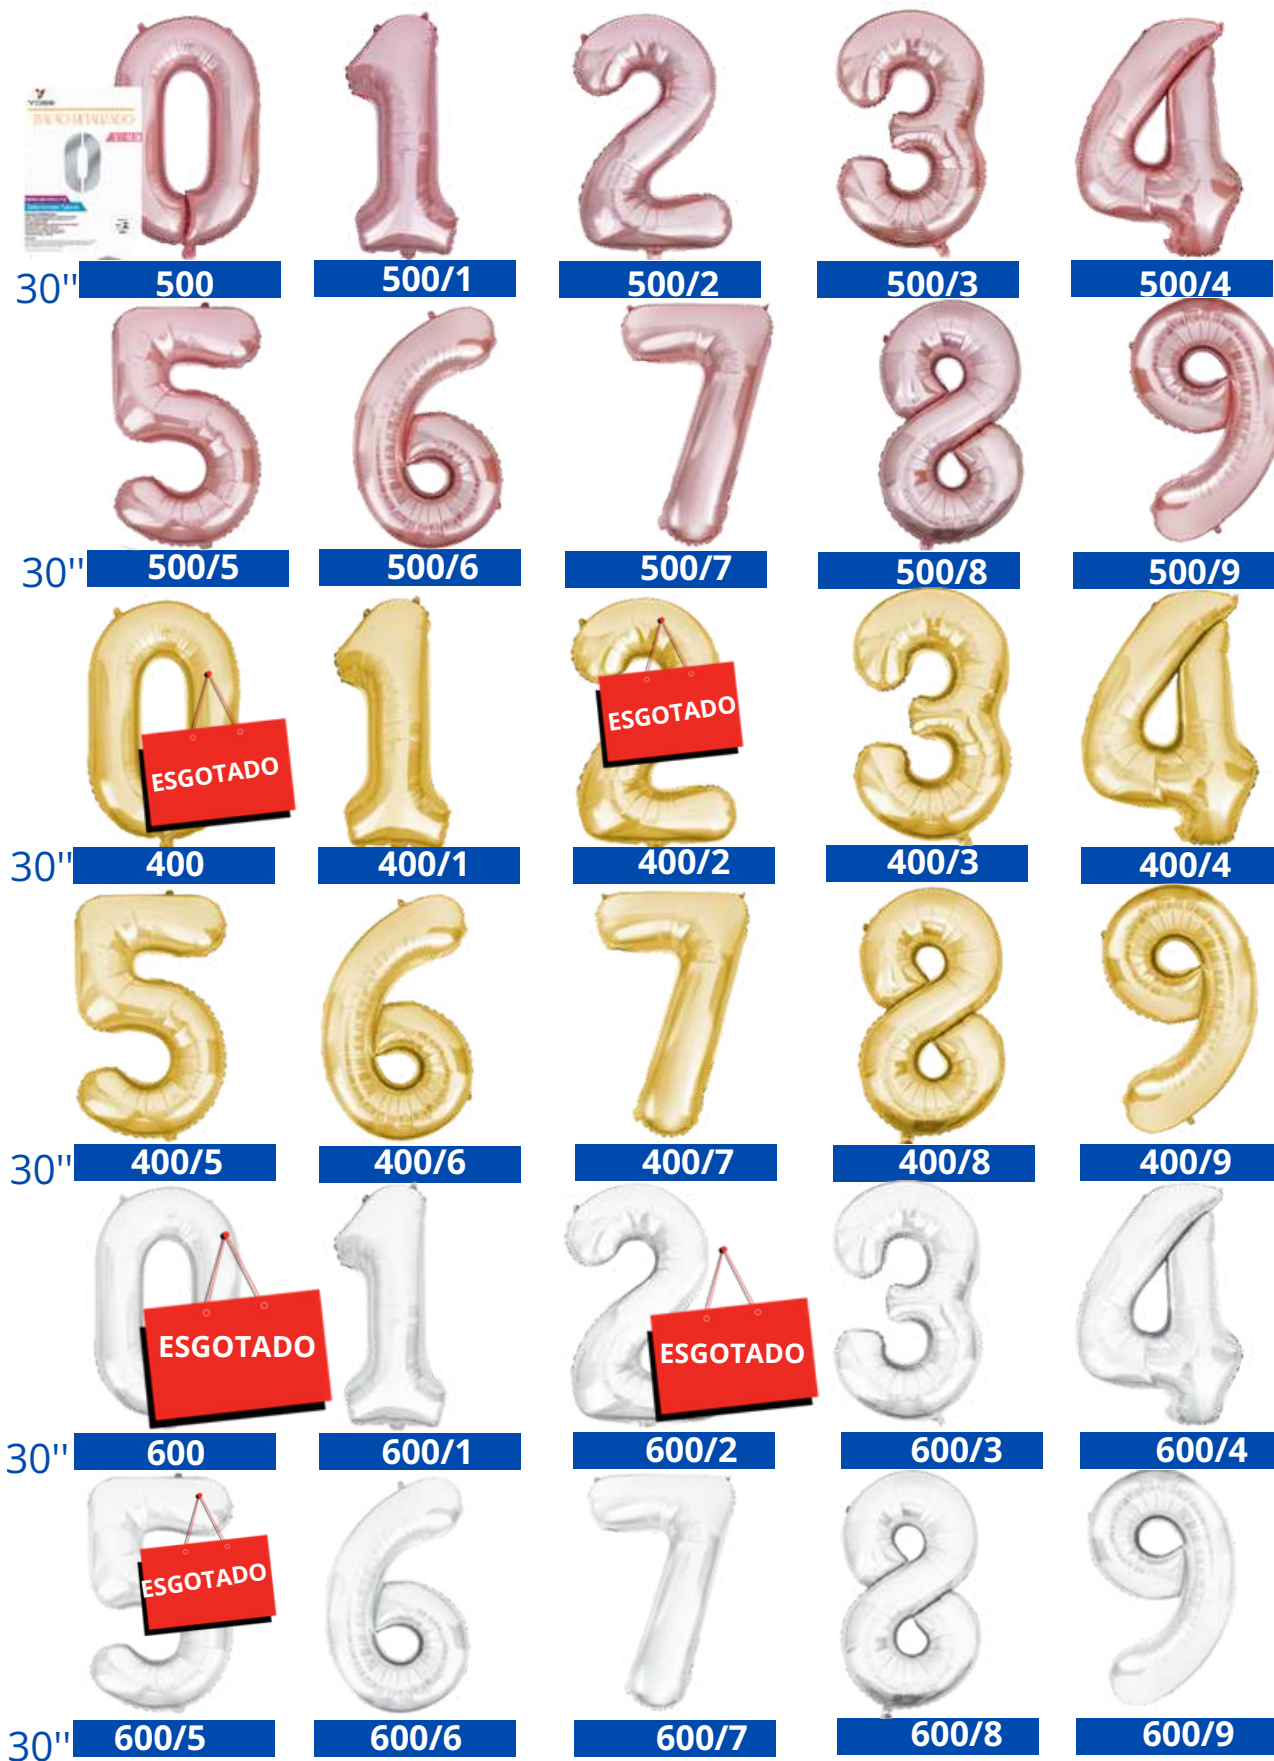 BALÃO METALIZADO
30" 500 500/1 500/2 500/3 500/4
30" 500/5 500/6 500/7 500/8 500/9
ESGOTADO ESGOTADO
30" 400 400/1 400/2 400/3 400/4
30" 400/5 400/6 400/7 400/8 400/9
ESGOTADO ESGOTADO
30" 600 600/1 600/2 600/3 600/4
ESGOTADO
30" 600/5 600/6 600/7 600/8 600/9